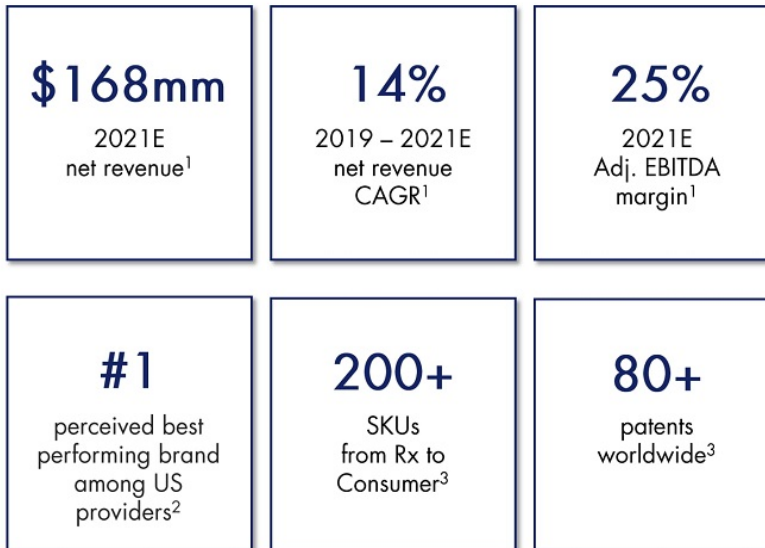 $168mm
2021E
net revenue¹
14%
2019 – 2021E
net revenue
CAGR¹
25%
2021E
Adj. EBITDA
margin¹
#1
perceived best
performing brand
among US
providers²
200+
SKUs
from Rx to
Consumer³
80+
patents
worldwide³